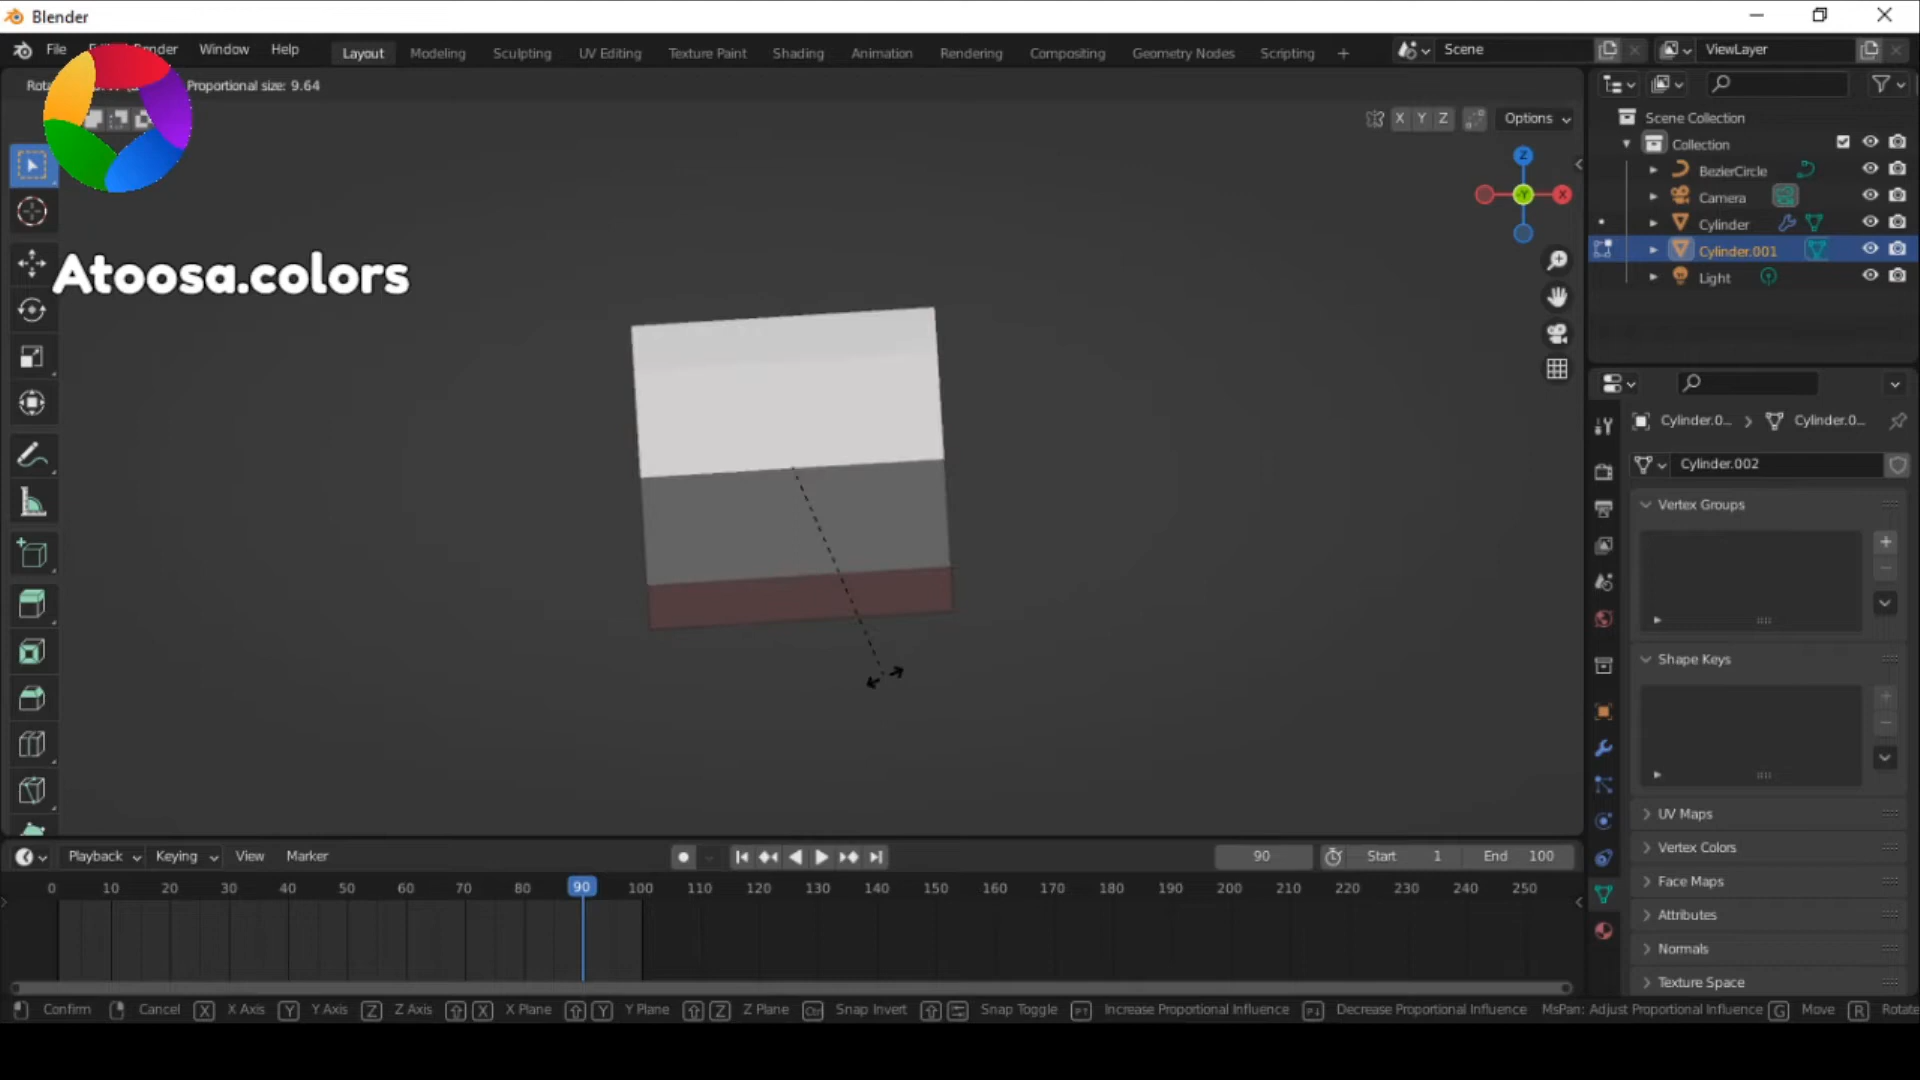 Blender
File
Render
Window
Help
Layout
Modeling
Sculpting
UV Editing
Texture Paint
Shading
Animation
Rendering
Compositing
Geometry Nodes
Scripting
+
Scene
ViewLayer
Proportional size: 9.64
X Y Z
Options
Atoosa.colors
Z
Y
X
Scene Collection
Collection
BezierCircle
Camera
Cylinder
Cylinder.001
Light
Cylinder.0...
Cylinder.0...
Cylinder.002
Vertex Groups
Shape Keys
UV Maps
Vertex Colors
Face Maps
Attributes
Normals
Texture Space
Playback
Keying
View
Marker
90
Start 1
End 100
0 10 20 30 40 50 60 70 80 90 100 110 120 130 140 150 160 170 180 190 200 210 220 230 240 250
Confirm
Cancel
X X Axis
Y Y Axis
Z Z Axis
X X Plane
Y Y Plane
Z Z Plane
Snap Invert
Snap Toggle
Increase Proportional Influence
Decrease Proportional Influence
MsPan: Adjust Proportional Influence
G Move
R Rotate